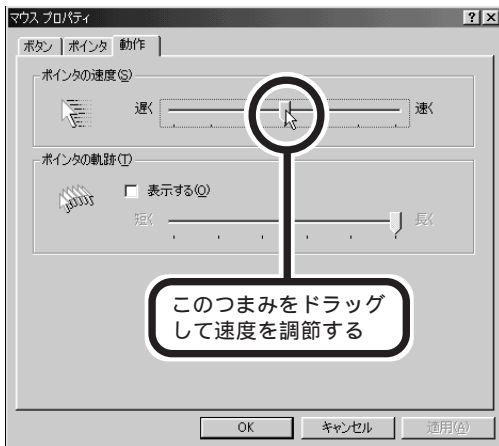 マウス プロパティ
ボタン ポインタ 動作
ポインタの速度(S)
遅く 速く
ポインタの軌跡(T)
表示する(O)
短く 長く
このつまみをドラッグ
して速度を調節する
OK キャンセル 適用(A)